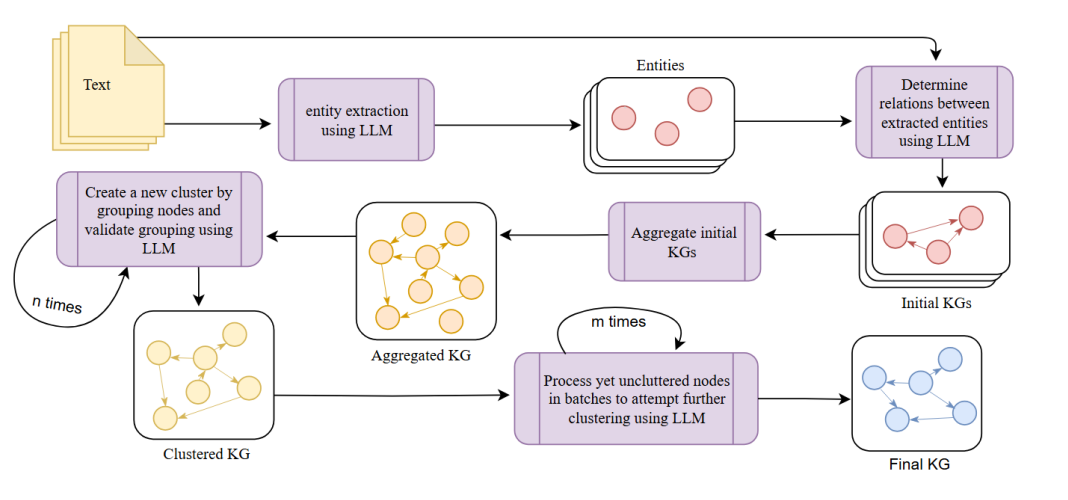 Text
entity extraction
using LLM
Entities
Determine
relations between
extracted entities
using LLM
Initial KGs
Aggregate initial
KGs
Aggregated KG
Create a new cluster by
grouping nodes and
validate grouping using
LLM
n times
Clustered KG
m times
Process yet uncluttered nodes
in batches to attempt further
clustering using LLM
Final KG